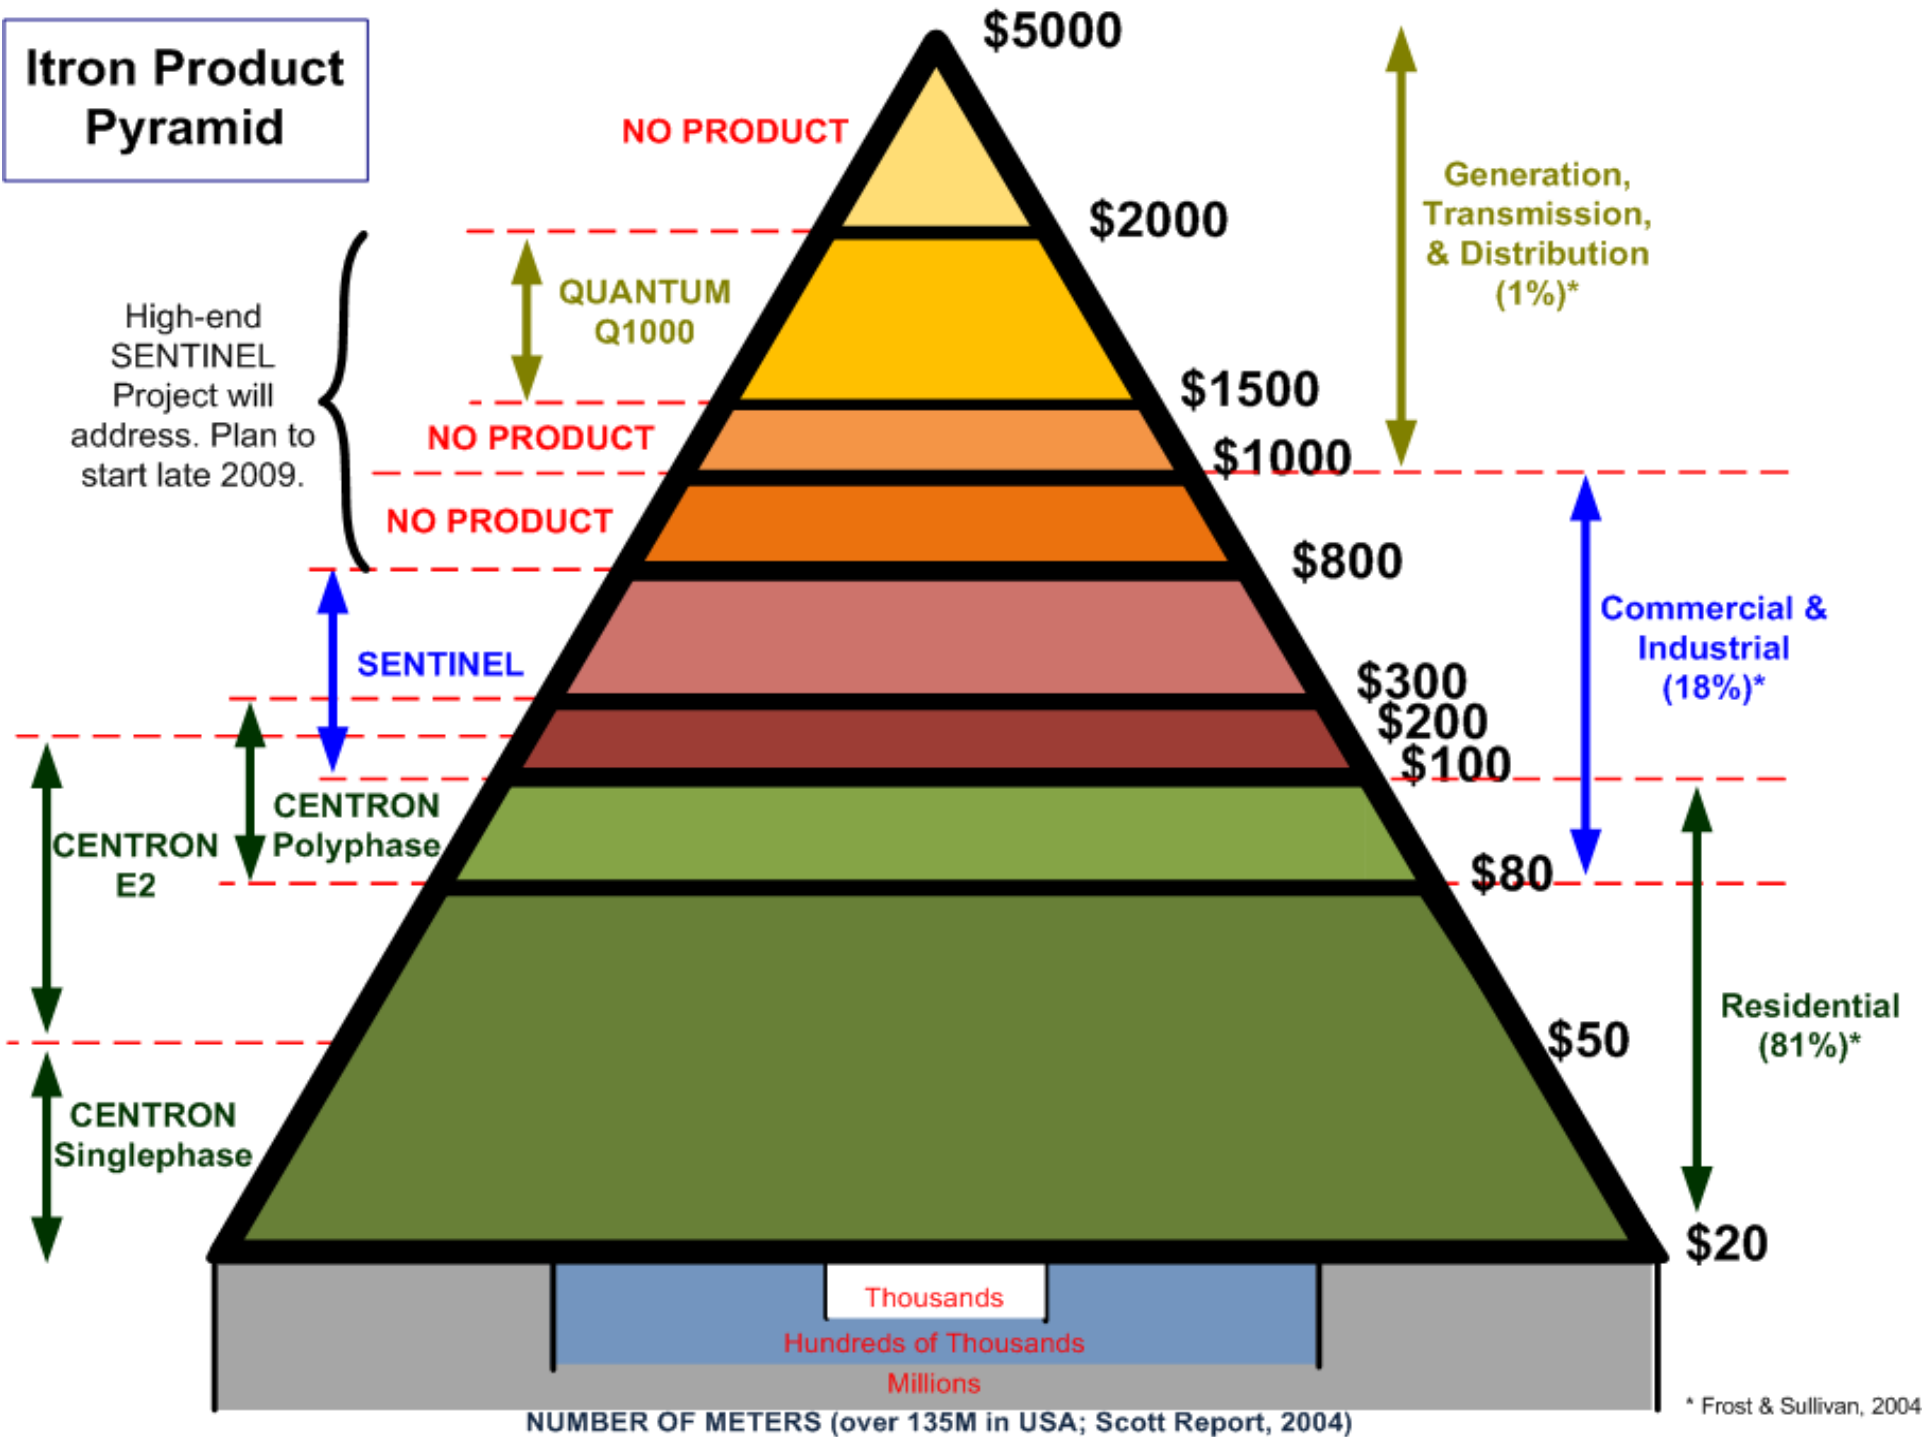 Itron Product
Pyramid
$5000
NO PRODUCT
Generation,
Transmission,
& Distribution
(1%)*
$2000
QUANTUM
Q1000
High-end
SENTINEL
Project will
address. Plan to
start late 2009.
$1500
NO PRODUCT
$1000
NO PRODUCT
$800
Commercial &
Industrial
(18%)*
SENTINEL
$300
$200
$100
CENTRON
Polyphase
CENTRON
E2
$80
Residential
(81%)*
$50
CENTRON
Singlephase
$20
Thousands
Hundreds of Thousands
Millions
NUMBER OF METERS (over 135M in USA; Scott Report, 2004)
* Frost & Sullivan, 2004